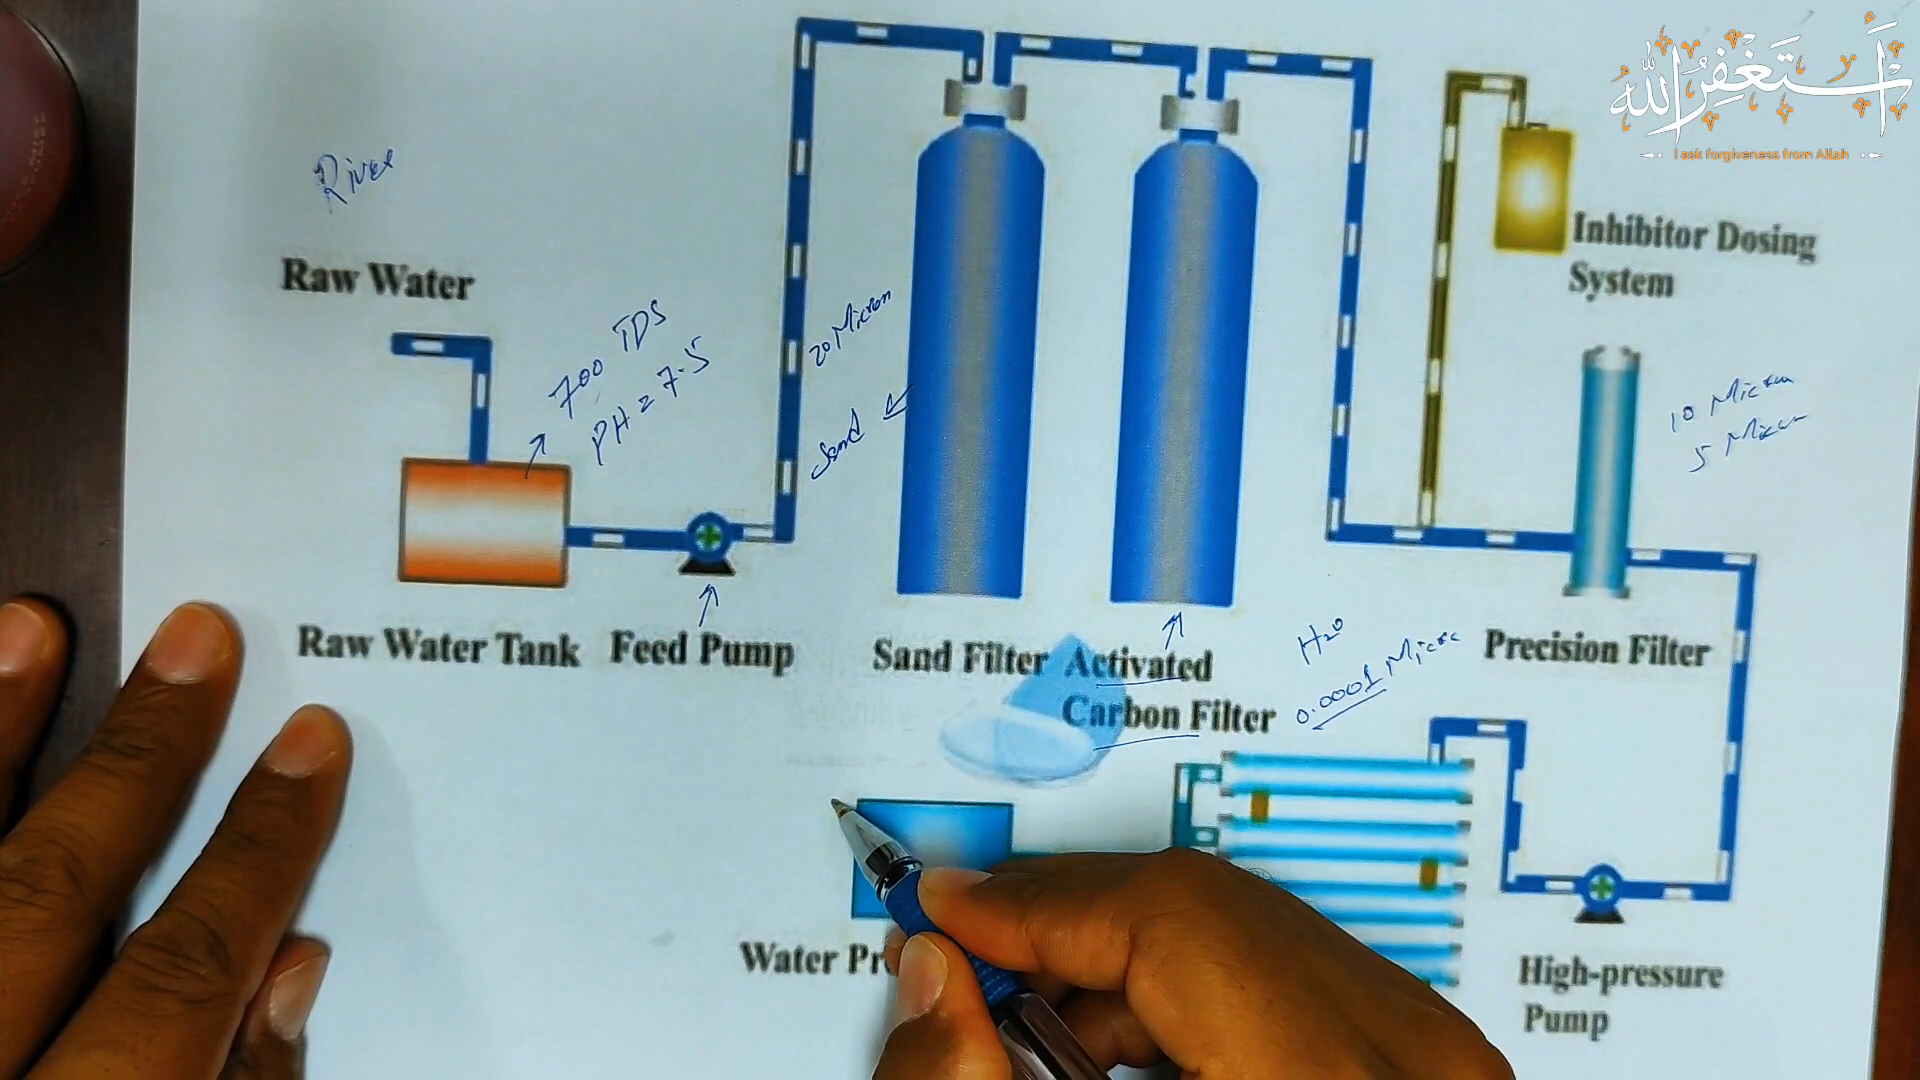 أَسْتَغْفِرُ الله
I ask forgiveness from Allah
River
Raw Water
700 TDS
PH = 7.5
20 Micron
Sand
Inhibitor Dosing
System
10 Micron
5 Micron
Raw Water Tank
Feed Pump
Sand Filter
Activated
Carbon Filter
H2O
0.0001 Micro
Precision Filter
Water Pr
High-pressure
Pump